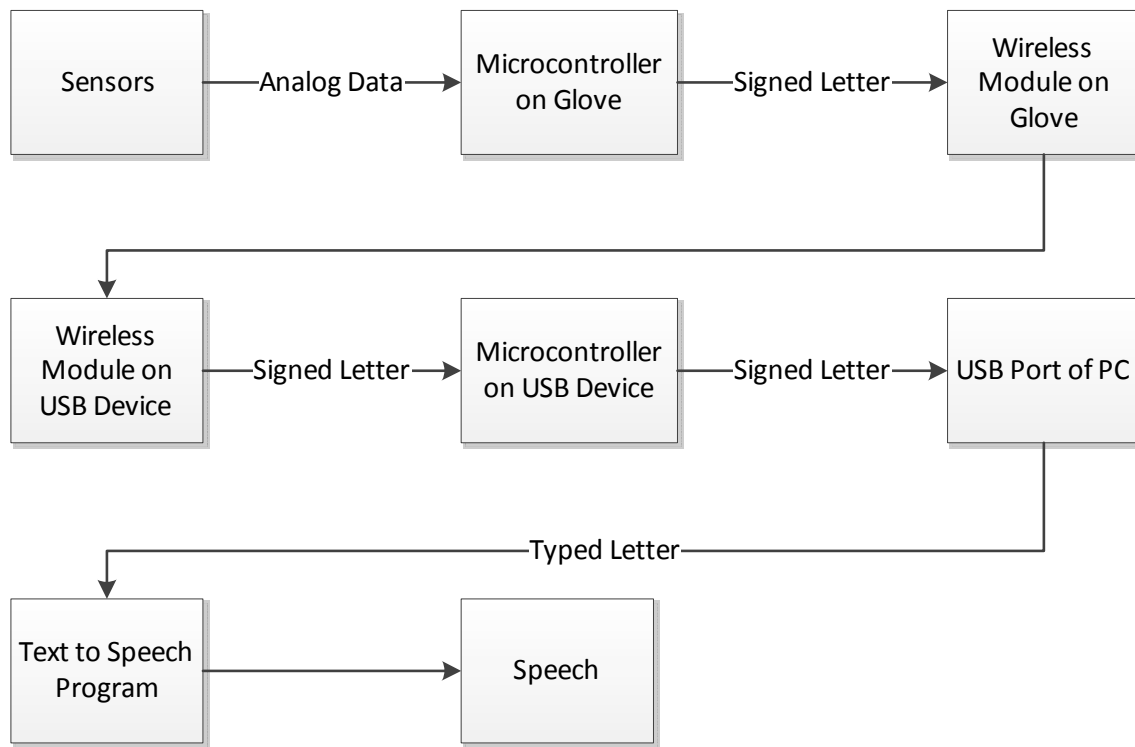 Sensors
Analog Data
Microcontroller
on Glove
Signed Letter
Wireless
Module on
Glove
Wireless
Module on
USB Device
Signed Letter
Microcontroller
on USB Device
Signed Letter
USB Port of PC
Typed Letter
Text to Speech
Program
Speech